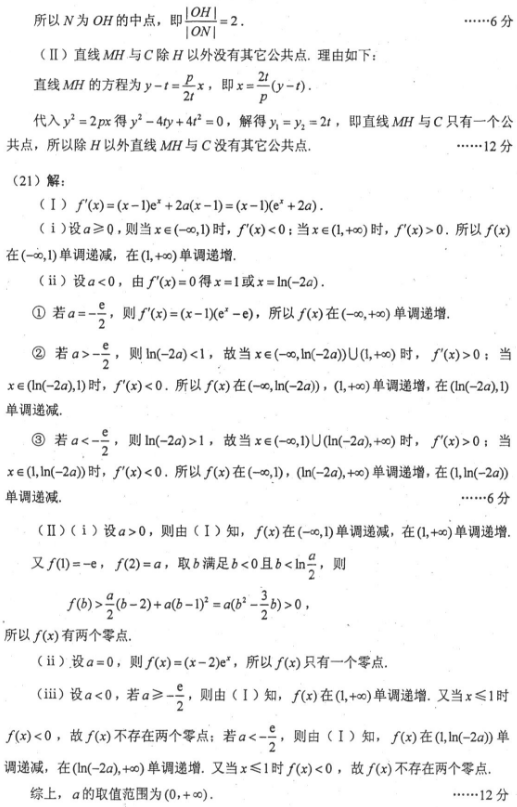 所以 N 为 OH 的中点，即 |OH|/|ON| = 2． ……6 分
（Ⅱ）直线 MH 与 C 除 H 以外没有其它公共点. 理由如下：
直线 MH 的方程为 y − t = p/2t x，即 x = 2t/p (y − t)．
代入 y² = 2px 得 y² − 4ty + 4t² = 0，解得 y₁ = y₂ = 2t，即直线 MH 与 C 只有一个公
共点，所以除 H 以外直线 MH 与 C 没有其它公共点. ……12 分
（21）解：
（Ⅰ）f′(x) = (x−1)eˣ + 2a(x−1) = (x−1)(eˣ + 2a)．
（ⅰ）设 a ≥ 0，则当 x∈(−∞,1) 时，f′(x) < 0；当 x∈(1,+∞) 时，f′(x) > 0．所以 f(x)
在 (−∞,1) 单调递减，在 (1,+∞) 单调递增.
（ⅱ）设 a < 0，由 f′(x) = 0 得 x = 1 或 x = ln(−2a)．
① 若 a = −e/2，则 f′(x) = (x−1)(eˣ − e)，所以 f(x) 在 (−∞,+∞) 单调递增.
② 若 a > −e/2，则 ln(−2a) < 1，故当 x∈(−∞,ln(−2a))∪(1,+∞) 时，f′(x) > 0；当
x∈(ln(−2a),1) 时，f′(x) < 0．所以 f(x) 在 (−∞,ln(−2a))，(1,+∞) 单调递增，在 (ln(−2a),1)
单调递减.
③ 若 a < −e/2，则 ln(−2a) > 1，故当 x∈(−∞,1)∪(ln(−2a),+∞) 时，f′(x) > 0；当
x∈(1,ln(−2a)) 时，f′(x) < 0．所以 f(x) 在 (−∞,1)，(ln(−2a),+∞) 单调递增，在 (1,ln(−2a))
单调递减. ……6 分
（Ⅱ）（ⅰ）设 a > 0，则由（Ⅰ）知，f(x) 在 (−∞,1) 单调递减，在 (1,+∞) 单调递增.
又 f(1) = −e，f(2) = a，取 b 满足 b < 0 且 b < ln a/2，则
f(b) > a/2 (b−2) + a(b−1)² = a(b² − 3/2 b) > 0，
所以 f(x) 有两个零点.
（ⅱ）设 a = 0，则 f(x) = (x−2)eˣ，所以 f(x) 只有一个零点.
（ⅲ）设 a < 0，若 a ≥ −e/2，则由（Ⅰ）知，f(x) 在 (1,+∞) 单调递增. 又当 x ≤ 1 时
f(x) < 0，故 f(x) 不存在两个零点；若 a < −e/2，则由（Ⅰ）知，f(x) 在 (1,ln(−2a)) 单
调递减，在 (ln(−2a),+∞) 单调递增. 又当 x ≤ 1 时 f(x) < 0，故 f(x) 不存在两个零点.
综上，a 的取值范围为 (0,+∞)． ……12 分